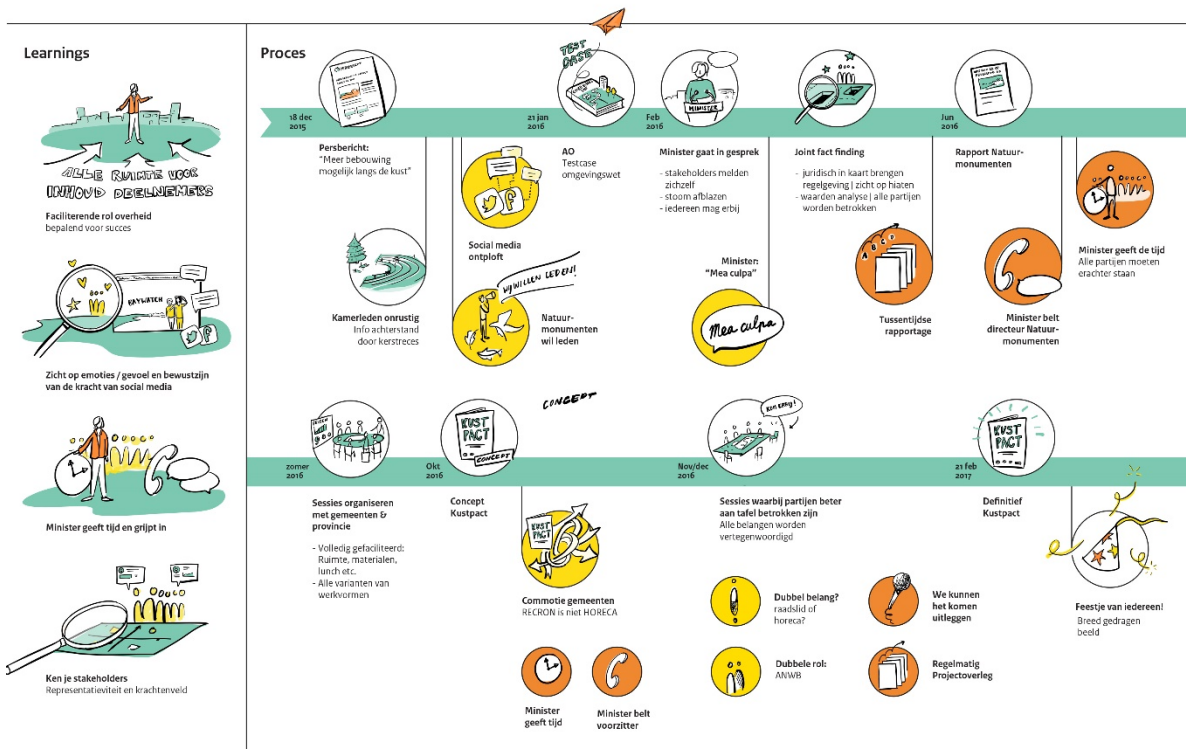 Learnings
ALLE RUIMTE VOOR
INHOUD DEELNEMERS
Faciliterende rol overheid
bepalend voor succes
BAYWATCH
Zicht op emoties / gevoel en bewustzijn
van de kracht van social media
Minister geeft tijd en grijpt in
Ken je stakeholders
Representativiteit en krachtenveld
Proces
18 dec
2015
Persbericht:
"Meer bebouwing
mogelijk langs de kust"
Kamerleden onrustig
Info achterstand
door kerstreces
Social media
ontploft
WIJ WILLEN LEDEN!
Natuur-
monumenten
wil leden
TEST
CASE
21 jan
2016
AO
Testcase
omgevingswet
Feb
2016
MINISTER
Minister gaat in gesprek
- stakeholders melden
zichzelf
- stoom afblazen
- iedereen mag erbij
Minister:
"Mea culpa"
Mea culpa
Joint fact finding
- juridisch in kaart brengen
regelgeving | zicht op hiaten
- waarden analyse | alle partijen
worden betrokken
A B C D
Tussentijdse
rapportage
Jun
2016
Rapport Natuur-
monumenten
Minister belt
directeur Natuur-
monumenten
Minister geeft de tijd
Alle partijen moeten
erachter staan
zomer
2016
Sessies organiseren
met gemeenten &
provincie
- Volledig gefaciliteerd:
Ruimte, materialen,
lunch etc.
- Alle varianten van
werkvormen
Okt
2016
KUST
PACT
CONCEPT
CONCEPT
Concept
Kustpact
KUST
PACT
Commotie gemeenten
RECRON is niet HORECA
Minister
geeft tijd
Minister belt
voorzitter
Nov/dec
2016
KOM ERBIJ!
Sessies waarbij partijen beter
aan tafel betrokken zijn
Alle belangen worden
vertegenwoordigd
Dubbel belang?
raadslid of
horeca?
Dubbele rol:
ANWB
We kunnen
het komen
uitleggen
Regelmatig
Projectoverleg
21 feb
2017
KUST
PACT
Definitief
Kustpact
Feestje van iedereen!
Breed gedragen
beeld